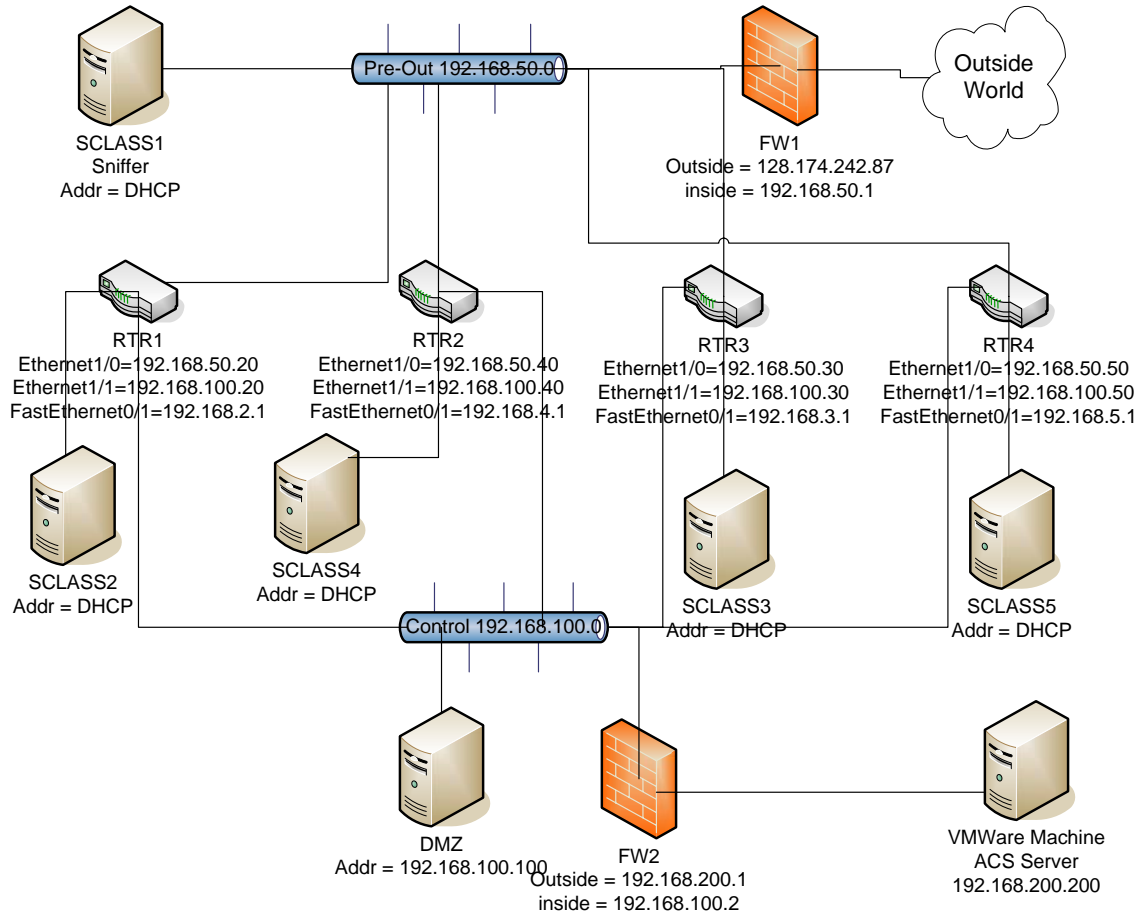 Pre-Out 192.168.50.0
Outside
World
SCLASS1
Sniffer
Addr = DHCP
FW1
Outside = 128.174.242.87
inside = 192.168.50.1
RTR1
Ethernet1/0=192.168.50.20
Ethernet1/1=192.168.100.20
FastEthernet0/1=192.168.2.1
RTR2
Ethernet1/0=192.168.50.40
Ethernet1/1=192.168.100.40
FastEthernet0/1=192.168.4.1
RTR3
Ethernet1/0=192.168.50.30
Ethernet1/1=192.168.100.30
FastEthernet0/1=192.168.3.1
RTR4
Ethernet1/0=192.168.50.50
Ethernet1/1=192.168.100.50
FastEthernet0/1=192.168.5.1
SCLASS2
Addr = DHCP
SCLASS4
Addr = DHCP
SCLASS3
Addr = DHCP
SCLASS5
Addr = DHCP
Control 192.168.100.0
DMZ
Addr = 192.168.100.100
FW2
Outside = 192.168.200.1
inside = 192.168.100.2
VMWare Machine
ACS Server
192.168.200.200